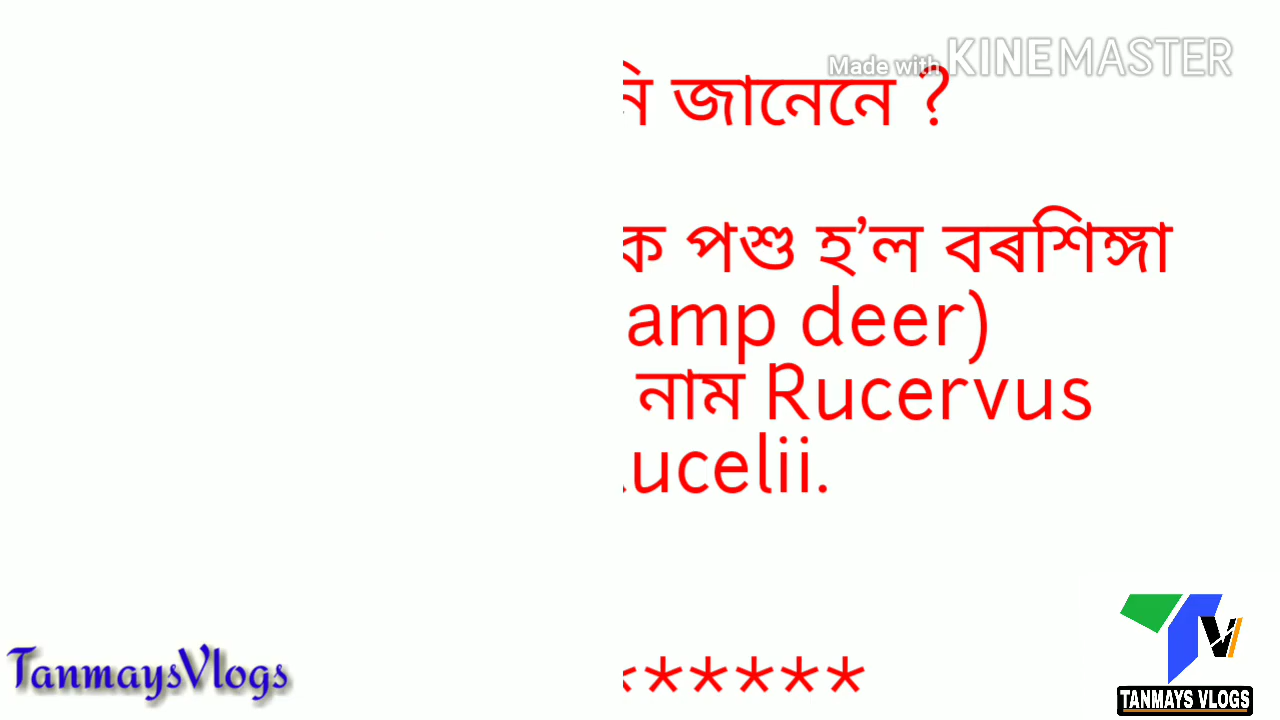 Made with KINEMASTER
নি জানেনে ?
ক পশু হ’ল বৰশিঙ্গা
amp deer)
নাম Rucervus
ucelii.
******
TanmaysVlogs
TANMAYS VLOGS